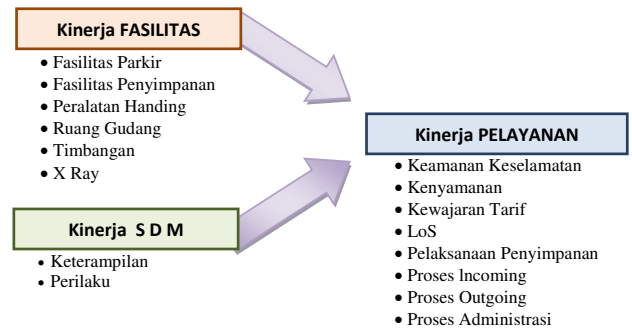 Kinerja FASILITAS
• Fasilitas Parkir
• Fasilitas Penyimpanan
• Peralatan Handing
• Ruang Gudang
• Timbangan
• X Ray
Kinerja S D M
• Keterampilan
• Perilaku
Kinerja PELAYANAN
• Keamanan Keselamatan
• Kenyamanan
• Kewajaran Tarif
• LoS
• Pelaksanaan Penyimpanan
• Proses Incoming
• Proses Outgoing
• Proses Administrasi